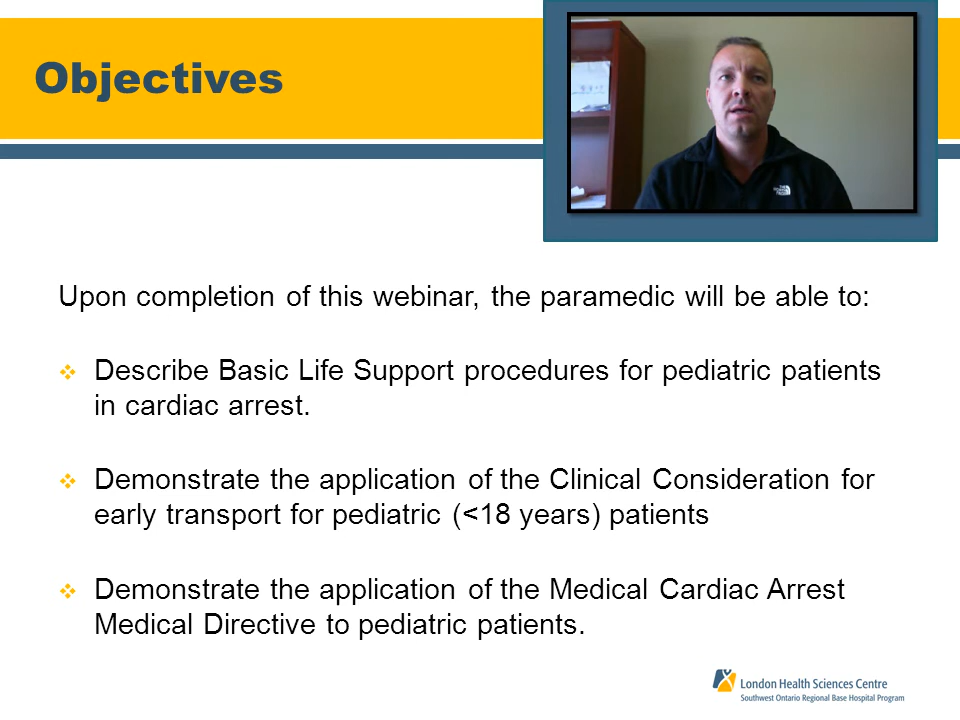 Objectives
Upon completion of this webinar, the paramedic will be able to:
Describe Basic Life Support procedures for pediatric patients
in cardiac arrest.
Demonstrate the application of the Clinical Consideration for
early transport for pediatric (<18 years) patients
Demonstrate the application of the Medical Cardiac Arrest
Medical Directive to pediatric patients.
London Health Sciences Centre
Southwest Ontario Regional Base Hospital Program